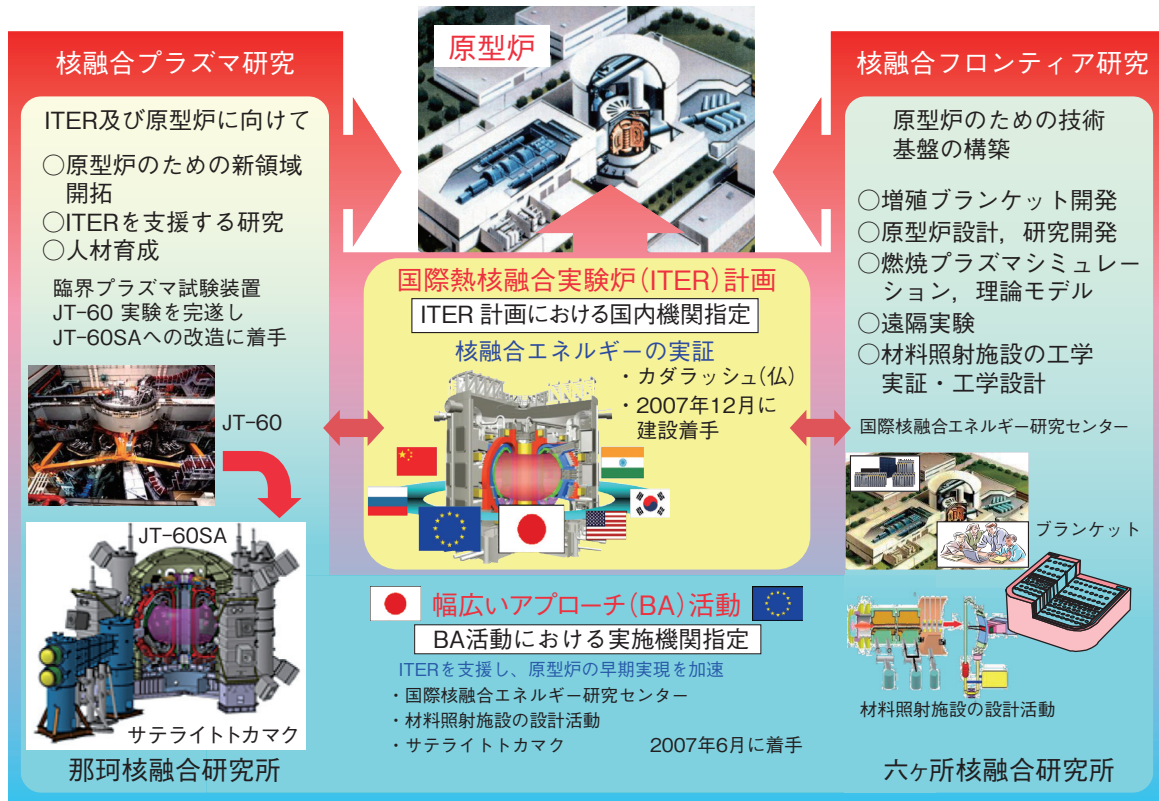 原型炉
核融合プラズマ研究
ITER及び原型炉に向けて
○原型炉のための新領域
開拓
○ITERを支援する研究
○人材育成
臨界プラズマ試験装置
JT-60 実験を完遂し
JT-60SAへの改造に着手
JT-60
JT-60SA
サテライトトカマク
那珂核融合研究所
国際熱核融合実験炉(ITER)計画
ITER 計画における国内機関指定
核融合エネルギーの実証
・カダラッシュ(仏)
・2007年12月に
建設着手
幅広いアプローチ(BA)活動
BA活動における実施機関指定
ITERを支援し、原型炉の早期実現を加速
・国際核融合エネルギー研究センター
・材料照射施設の設計活動
・サテライトトカマク 2007年6月に着手
核融合フロンティア研究
原型炉のための技術
基盤の構築
○増殖ブランケット開発
○原型炉設計，研究開発
○燃焼プラズマシミュレー
ション，理論モデル
○遠隔実験
○材料照射施設の工学
実証・工学設計
国際核融合エネルギー研究センター
ブランケット
材料照射施設の設計活動
六ヶ所核融合研究所